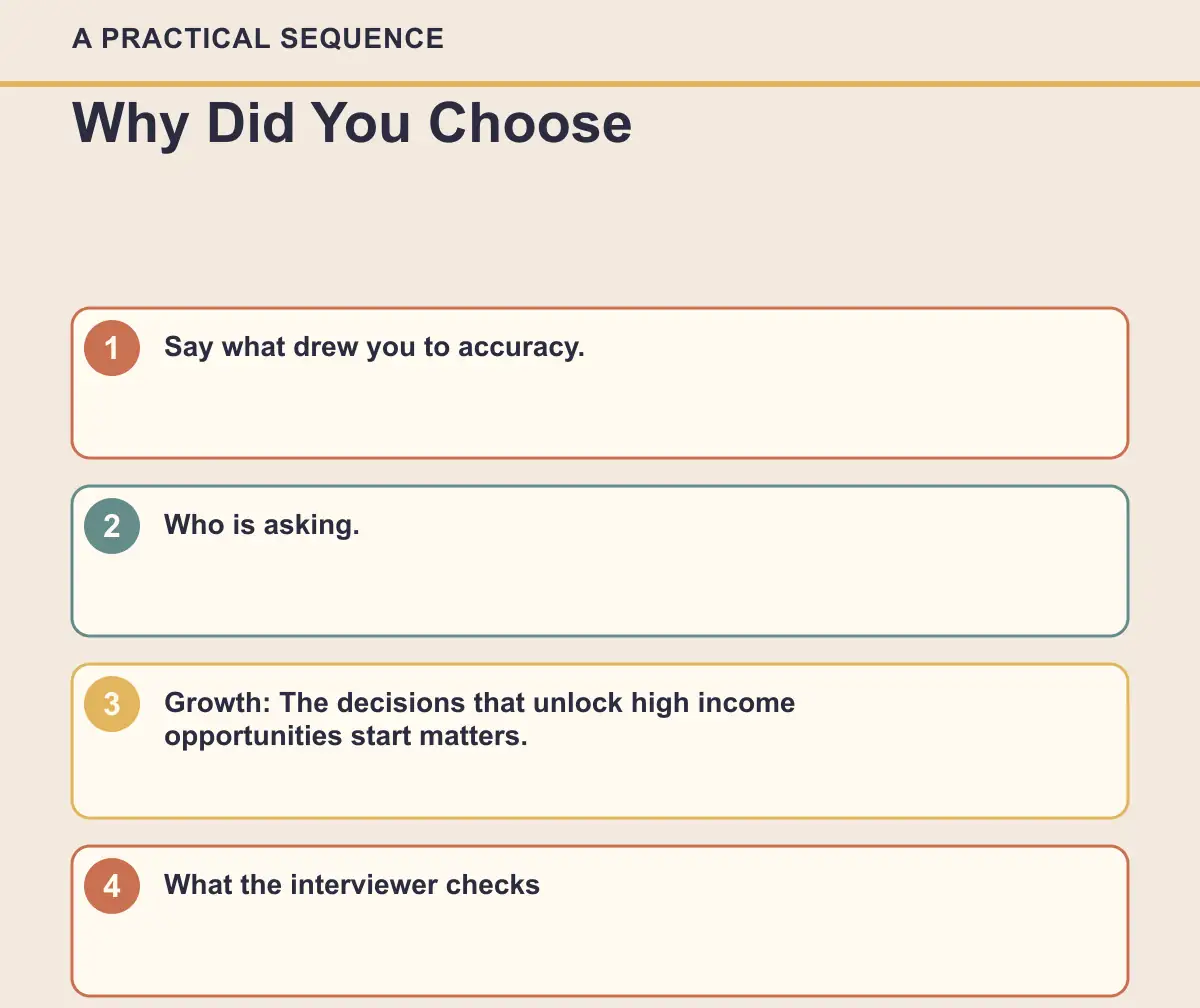 A PRACTICAL SEQUENCE
Why Did You Choose
1
Say what drew you to accuracy.
2
Who is asking.
3
Growth: The decisions that unlock high income
opportunities start matters.
4
What the interviewer checks